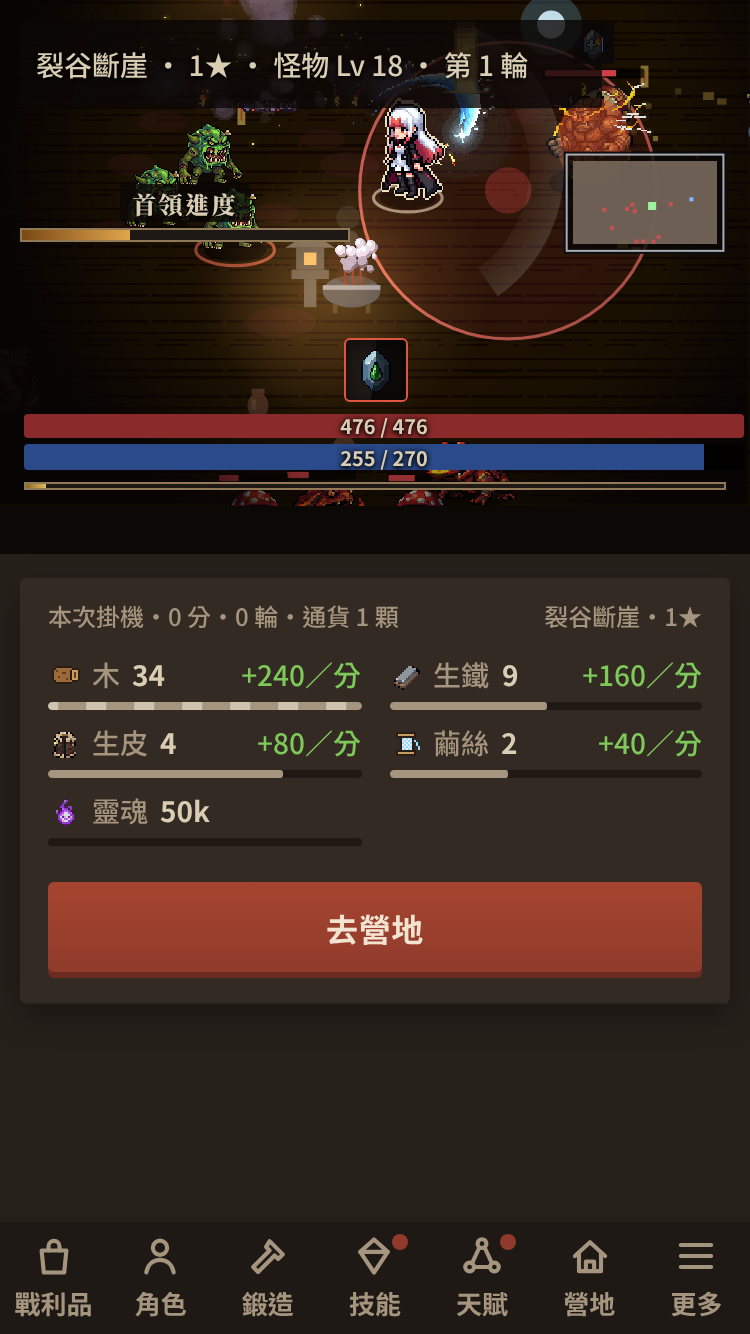 裂谷斷崖 · 1★ · 怪物 Lv 18 · 第 1 輪
首領進度
476 / 476
255 / 270
本次掛機·0 分·0 輪·通貨 1 顆
裂谷斷崖·1★
木 34 +240／分
生鐵 9 +160／分
生皮 4 +80／分
繭絲 2 +40／分
靈魂 50k
去營地
戰利品
角色
鍛造
技能
天賦
營地
更多